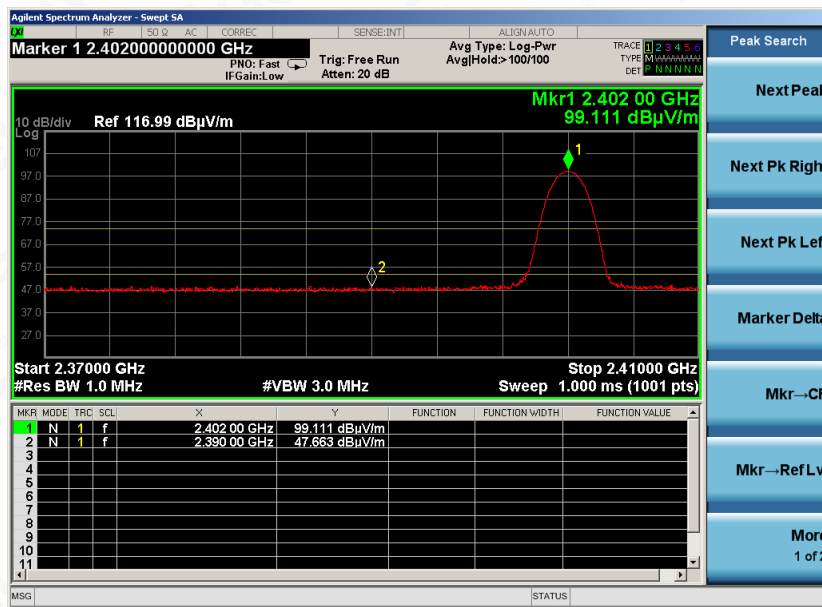 Agilent Spectrum Analyzer - Swept SA
LXI RF 50 Ω AC CORREC SENSE:INT ALIGN AUTO
Marker 1 2.402000000000 GHz
PNO: Fast
IFGain:Low
Trig: Free Run
Atten: 20 dB
Avg Type: Log-Pwr
Avg|Hold:>100/100
TRACE 1 2 3 4 5 6
TYPE M
DET P N N N N N
Peak Search
Mkr1 2.402 00 GHz
99.111 dBµV/m
10 dB/div Ref 116.99 dBµV/m
Log
107
97.0
87.0
77.0
67.0
57.0
47.0
37.0
27.0
1
2
Start 2.37000 GHz Stop 2.41000 GHz
#Res BW 1.0 MHz #VBW 3.0 MHz Sweep 1.000 ms (1001 pts)
MKR MODE TRC SCL X Y FUNCTION FUNCTION WIDTH FUNCTION VALUE
1 N 1 f 2.402 00 GHz 99.111 dBµV/m
2 N 1 f 2.390 00 GHz 47.663 dBµV/m
3
4
5
6
7
8
9
10
11
MSG STATUS
Next Peak
Next Pk Righ
Next Pk Lef
Marker Delta
Mkr→CF
Mkr→Ref Lv
More
1 of 2